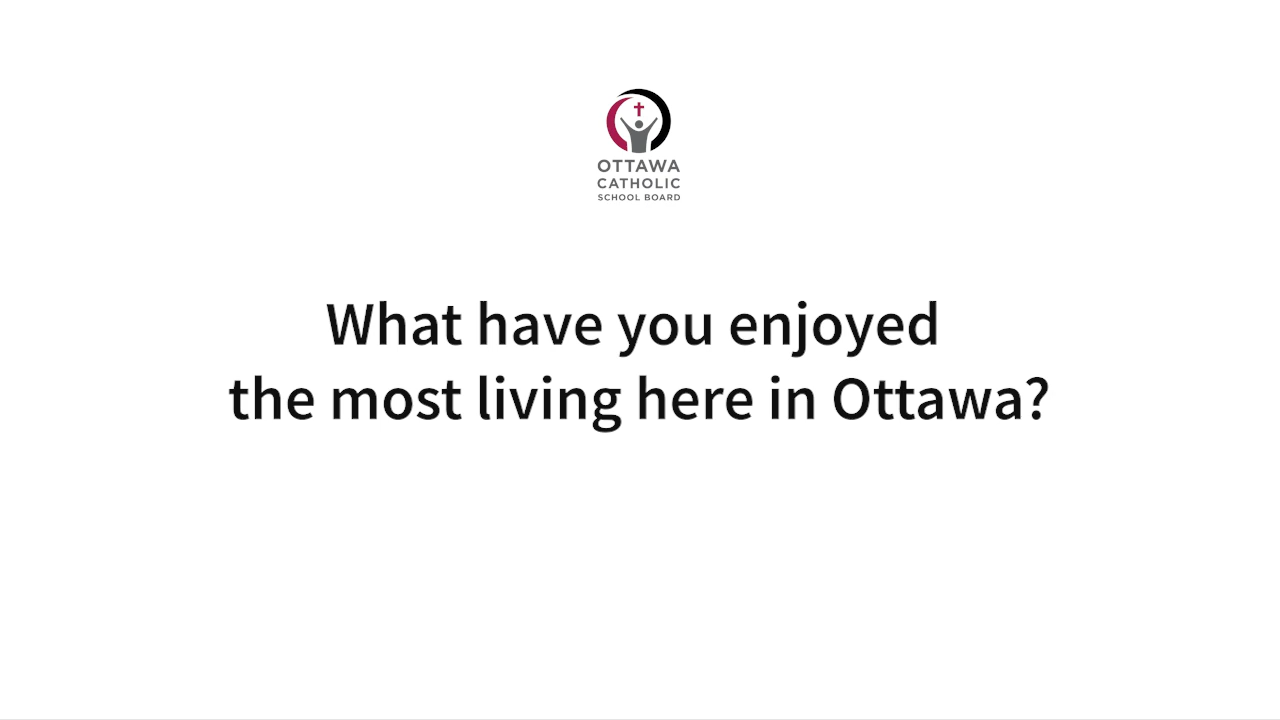 OTTAWA
CATHOLIC
SCHOOL BOARD
What have you enjoyed
the most living here in Ottawa?